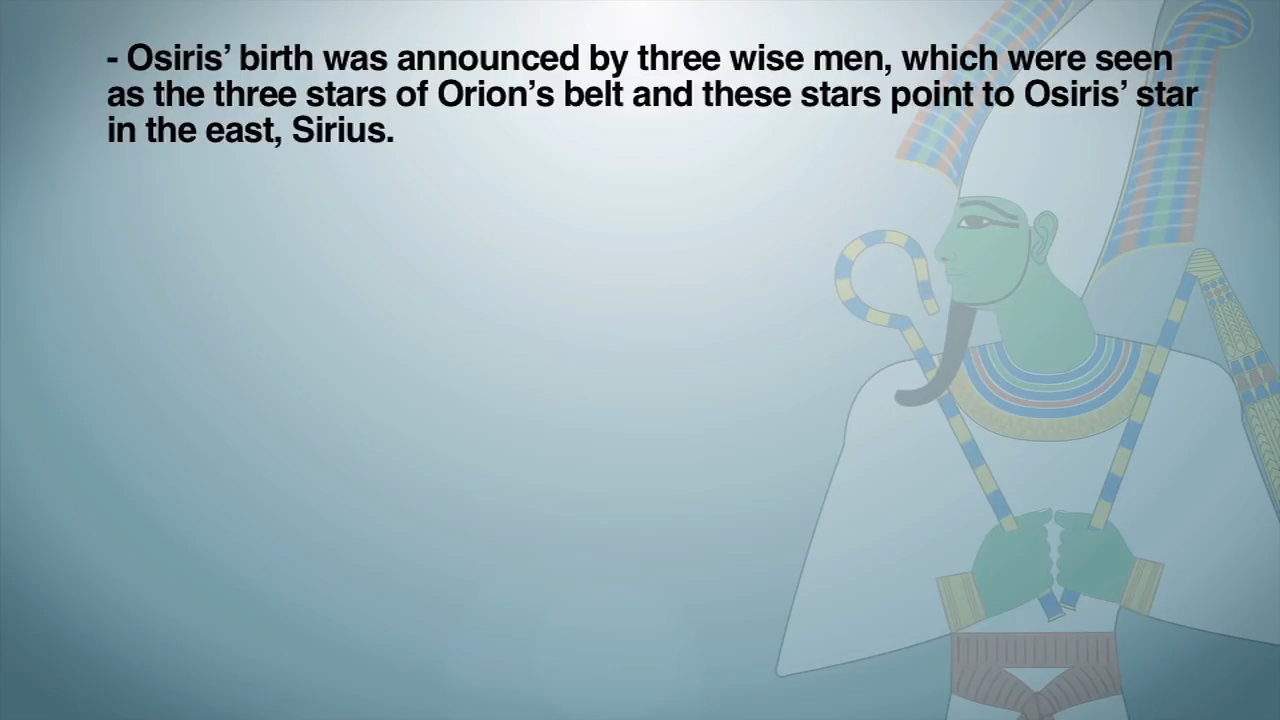 - Osiris’ birth was announced by three wise men, which were seen
as the three stars of Orion’s belt and these stars point to Osiris’ star
in the east, Sirius.